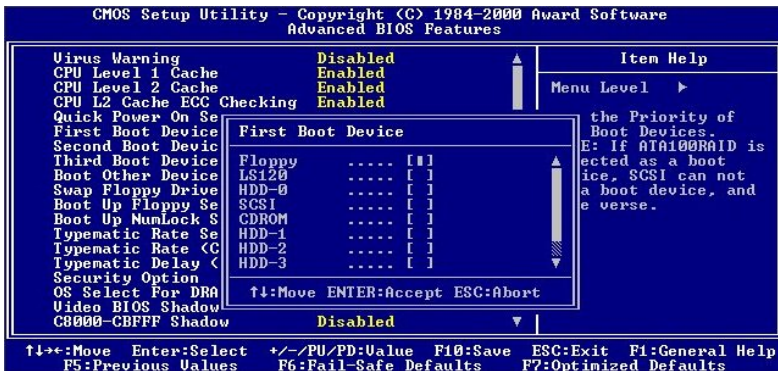 CMOS Setup Utility - Copyright (C) 1984-2000 Award Software
Advanced BIOS Features
Virus Warning Disabled
CPU Level 1 Cache Enabled
CPU Level 2 Cache Enabled
CPU L2 Cache ECC Checking Enabled
Quick Power On Se
First Boot Device
Second Boot Devic
Third Boot Device
Boot Other Device
Swap Floppy Drive
Boot Up Floppy Se
Boot Up NumLock S
Typematic Rate Se
Typematic Rate (C
Typematic Delay (
Security Option
OS Select For DRA
Video BIOS Shadow
C8000-CBFFF Shadow Disabled
First Boot Device
Floppy ..... [▮]
LS120 ..... [ ]
HDD-0 ..... [ ]
SCSI ..... [ ]
CDROM ..... [ ]
HDD-1 ..... [ ]
HDD-2 ..... [ ]
HDD-3 ..... [ ]
↑↓:Move ENTER:Accept ESC:Abort
Item Help
Menu Level ▶
the Priority of
Boot Devices.
E: If ATA100RAID is
ected as a boot
ice, SCSI can not
a boot device, and
e verse.
↑↓→←:Move Enter:Select +/-/PU/PD:Value F10:Save ESC:Exit F1:General Help
F5:Previous Values F6:Fail-Safe Defaults F7:Optimized Defaults